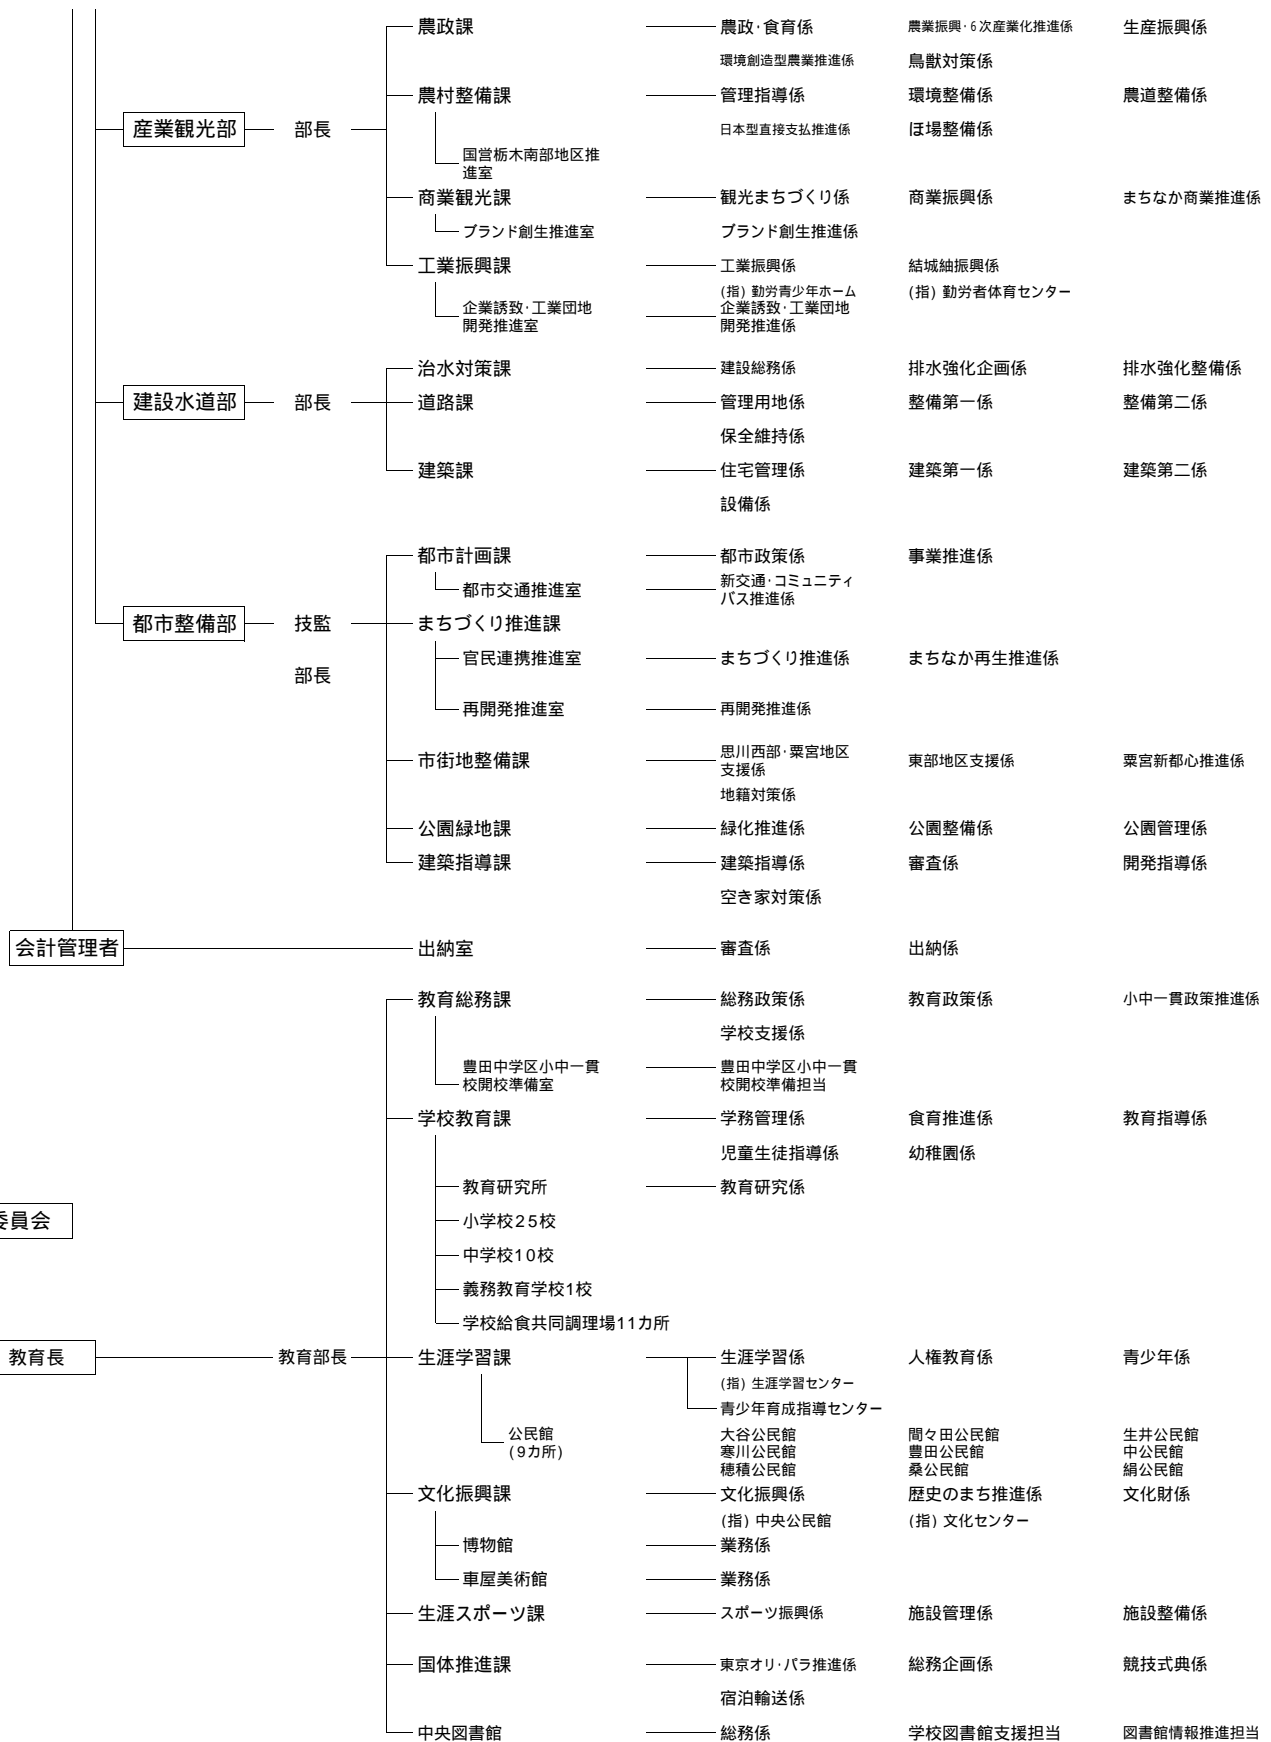 農政課 農政･食育係 農業振興･6次産業化推進係 生産振興係
環境創造型農業推進係 鳥獣対策係
農村整備課 管理指導係 環境整備係 農道整備係
産業観光部 部長 日本型直接支払推進係 ほ場整備係
国営栃木南部地区推
進室
商業観光課 観光まちづくり係 商業振興係 まちなか商業推進係
ブランド創生推進室 ブランド創生推進係
工業振興課 工業振興係 結城紬振興係
(指) 勤労青少年ホーム (指) 勤労者体育センター
企業誘致･工業団地 企業誘致･工業団地
開発推進室 開発推進係
治水対策課 建設総務係 排水強化企画係 排水強化整備係
建設水道部 部長 道路課 管理用地係 整備第一係 整備第二係
保全維持係
建築課 住宅管理係 建築第一係 建築第二係
設備係
都市計画課 都市政策係 事業推進係
都市交通推進室 新交通･コミュニティ
バス推進係
都市整備部 技監 まちづくり推進課
官民連携推進室 まちづくり推進係 まちなか再生推進係
部長
再開発推進室 再開発推進係
市街地整備課 思川西部･粟宮地区
支援係 東部地区支援係 粟宮新都心推進係
地籍対策係
公園緑地課 緑化推進係 公園整備係 公園管理係
建築指導課 建築指導係 審査係 開発指導係
空き家対策係
会計管理者 出納室 審査係 出納係
教育総務課 総務政策係 教育政策係 小中一貫政策推進係
学校支援係
豊田中学区小中一貫 豊田中学区小中一貫
校開校準備室 校開校準備担当
学校教育課 学務管理係 食育推進係 教育指導係
児童生徒指導係 幼稚園係
教育研究所 教育研究係
委員会 小学校25校
中学校10校
義務教育学校1校
学校給食共同調理場11カ所
教育長 教育部長 生涯学習課 生涯学習係 人権教育係 青少年係
(指) 生涯学習センター
青少年育成指導センター
公民館 大谷公民館 間々田公民館 生井公民館
(9カ所) 寒川公民館 豊田公民館 中公民館
穂積公民館 桑公民館 絹公民館
文化振興課 文化振興係 歴史のまち推進係 文化財係
(指) 中央公民館 (指) 文化センター
博物館 業務係
車屋美術館 業務係
生涯スポーツ課 スポーツ振興係 施設管理係 施設整備係
国体推進課 東京オリ･パラ推進係 総務企画係 競技式典係
宿泊輸送係
中央図書館 総務係 学校図書館支援担当 図書館情報推進担当